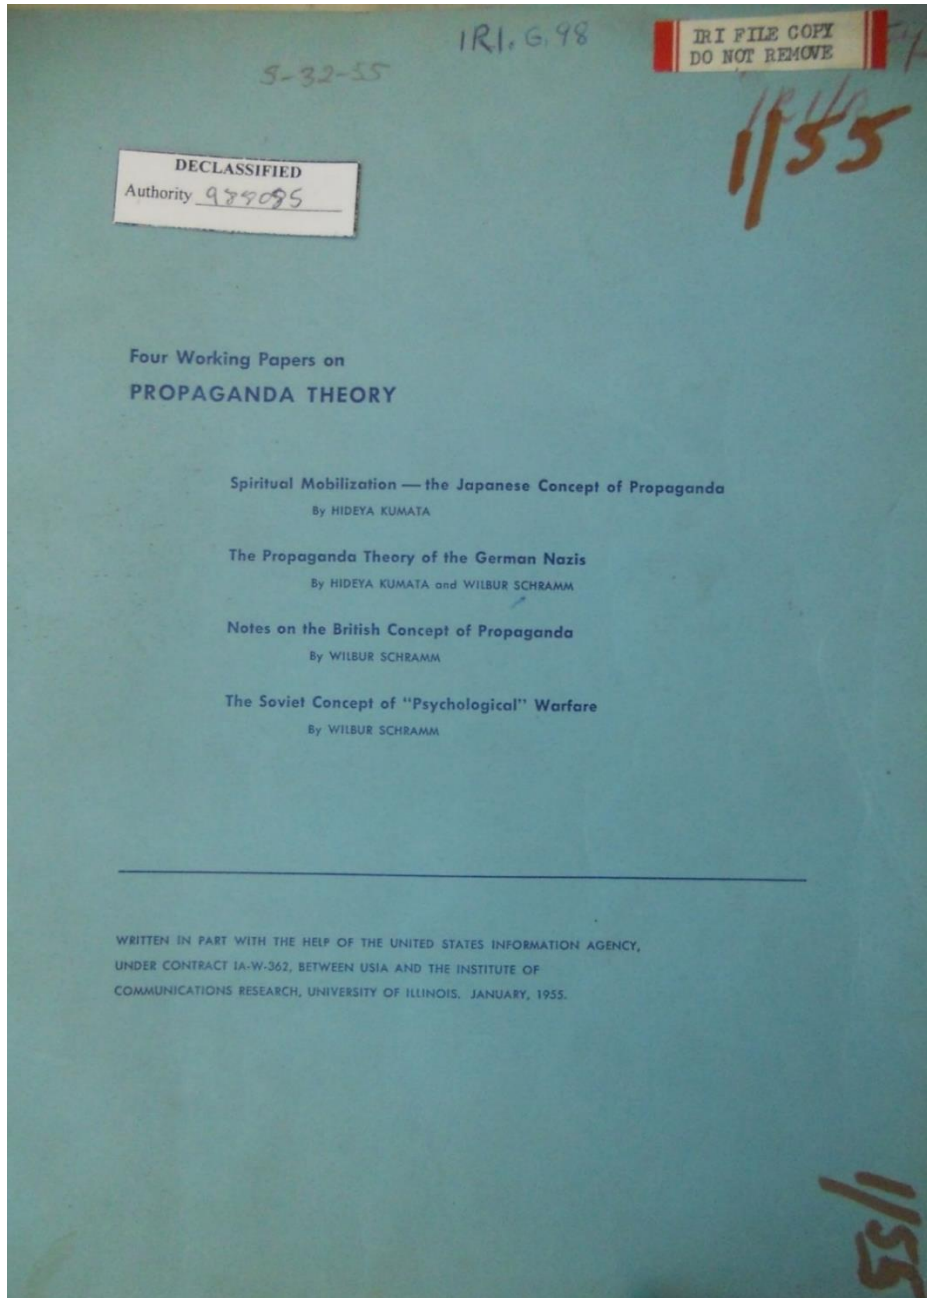 IRI. G. 98
IRI FILE COPY
DO NOT REMOVE
S-32-55
1/55
DECLASSIFIED
Authority 988085
Four Working Papers on
PROPAGANDA THEORY
Spiritual Mobilization — the Japanese Concept of Propaganda
By HIDEYA KUMATA
The Propaganda Theory of the German Nazis
By HIDEYA KUMATA and WILBUR SCHRAMM
Notes on the British Concept of Propaganda
By WILBUR SCHRAMM
The Soviet Concept of "Psychological" Warfare
By WILBUR SCHRAMM
WRITTEN IN PART WITH THE HELP OF THE UNITED STATES INFORMATION AGENCY,
UNDER CONTRACT IA-W-362, BETWEEN USIA AND THE INSTITUTE OF
COMMUNICATIONS RESEARCH, UNIVERSITY OF ILLINOIS. JANUARY, 1955.
1/55